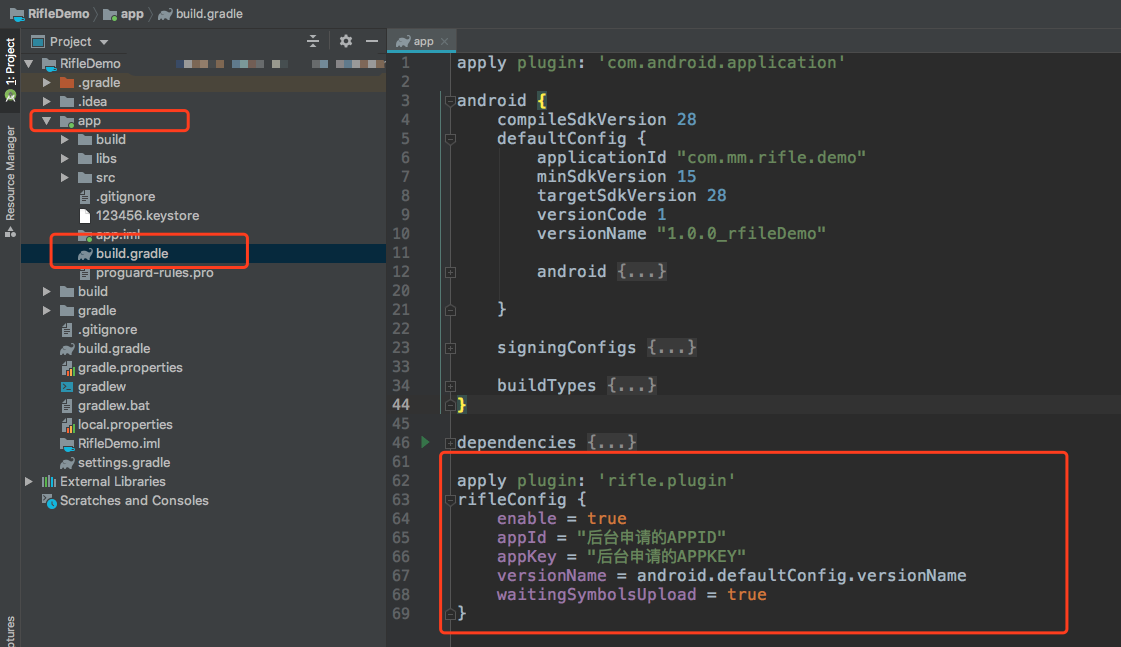 RifleDemo app build.gradle
Project
app
1: Project
Resource Manager
ptures
RifleDemo
.gradle
.idea
app
build
libs
src
.gitignore
123456.keystore
app.iml
build.gradle
proguard-rules.pro
build
gradle
.gitignore
build.gradle
gradle.properties
gradlew
gradlew.bat
local.properties
RifleDemo.iml
settings.gradle
External Libraries
Scratches and Consoles
1 apply plugin: 'com.android.application'
2
3 android {
4 compileSdkVersion 28
5 defaultConfig {
6 applicationId "com.mm.rifle.demo"
7 minSdkVersion 15
8 targetSdkVersion 28
9 versionCode 1
10 versionName "1.0.0_rfileDemo"
11
12 android {...}
20
21 }
22
23 signingConfigs {...}
33
34 buildTypes {...}
44 }
45
46 dependencies {...}
61
62 apply plugin: 'rifle.plugin'
63 rifleConfig {
64 enable = true
65 appId = "后台申请的APPID"
66 appKey = "后台申请的APPKEY"
67 versionName = android.defaultConfig.versionName
68 waitingSymbolsUpload = true
69 }